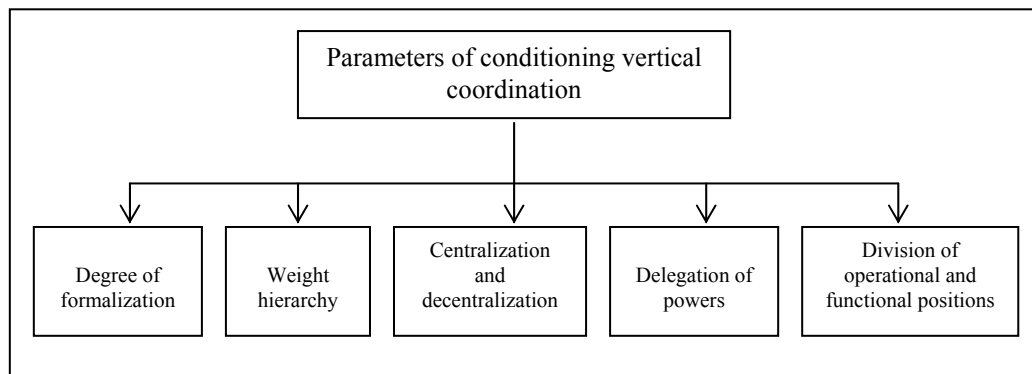 Parameters of conditioning vertical
coordination
Degree of
formalization
Weight
hierarchy
Centralization
and
decentralization
Delegation of
powers
Division of
operational and
functional positions